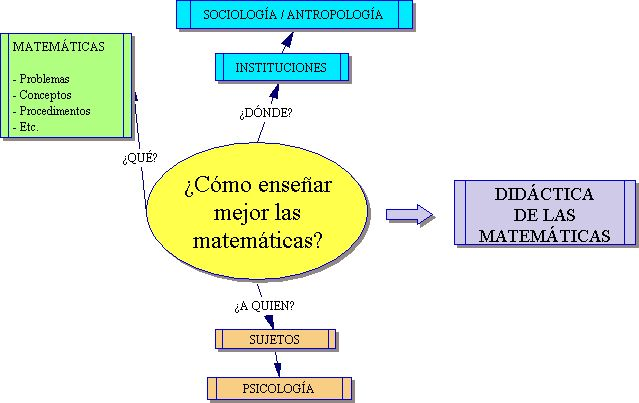 SOCIOLOGÍA / ANTROPOLOGÍA
MATEMÁTICAS
- Problemas
- Conceptos
- Procedimentos
- Etc.
INSTITUCIONES
¿DÓNDE?
¿QUÉ?
¿Cómo enseñar
mejor las
matemáticas?
DIDÁCTICA
DE LAS
MATEMÁTICAS
¿A QUIEN?
SUJETOS
PSICOLOGÍA